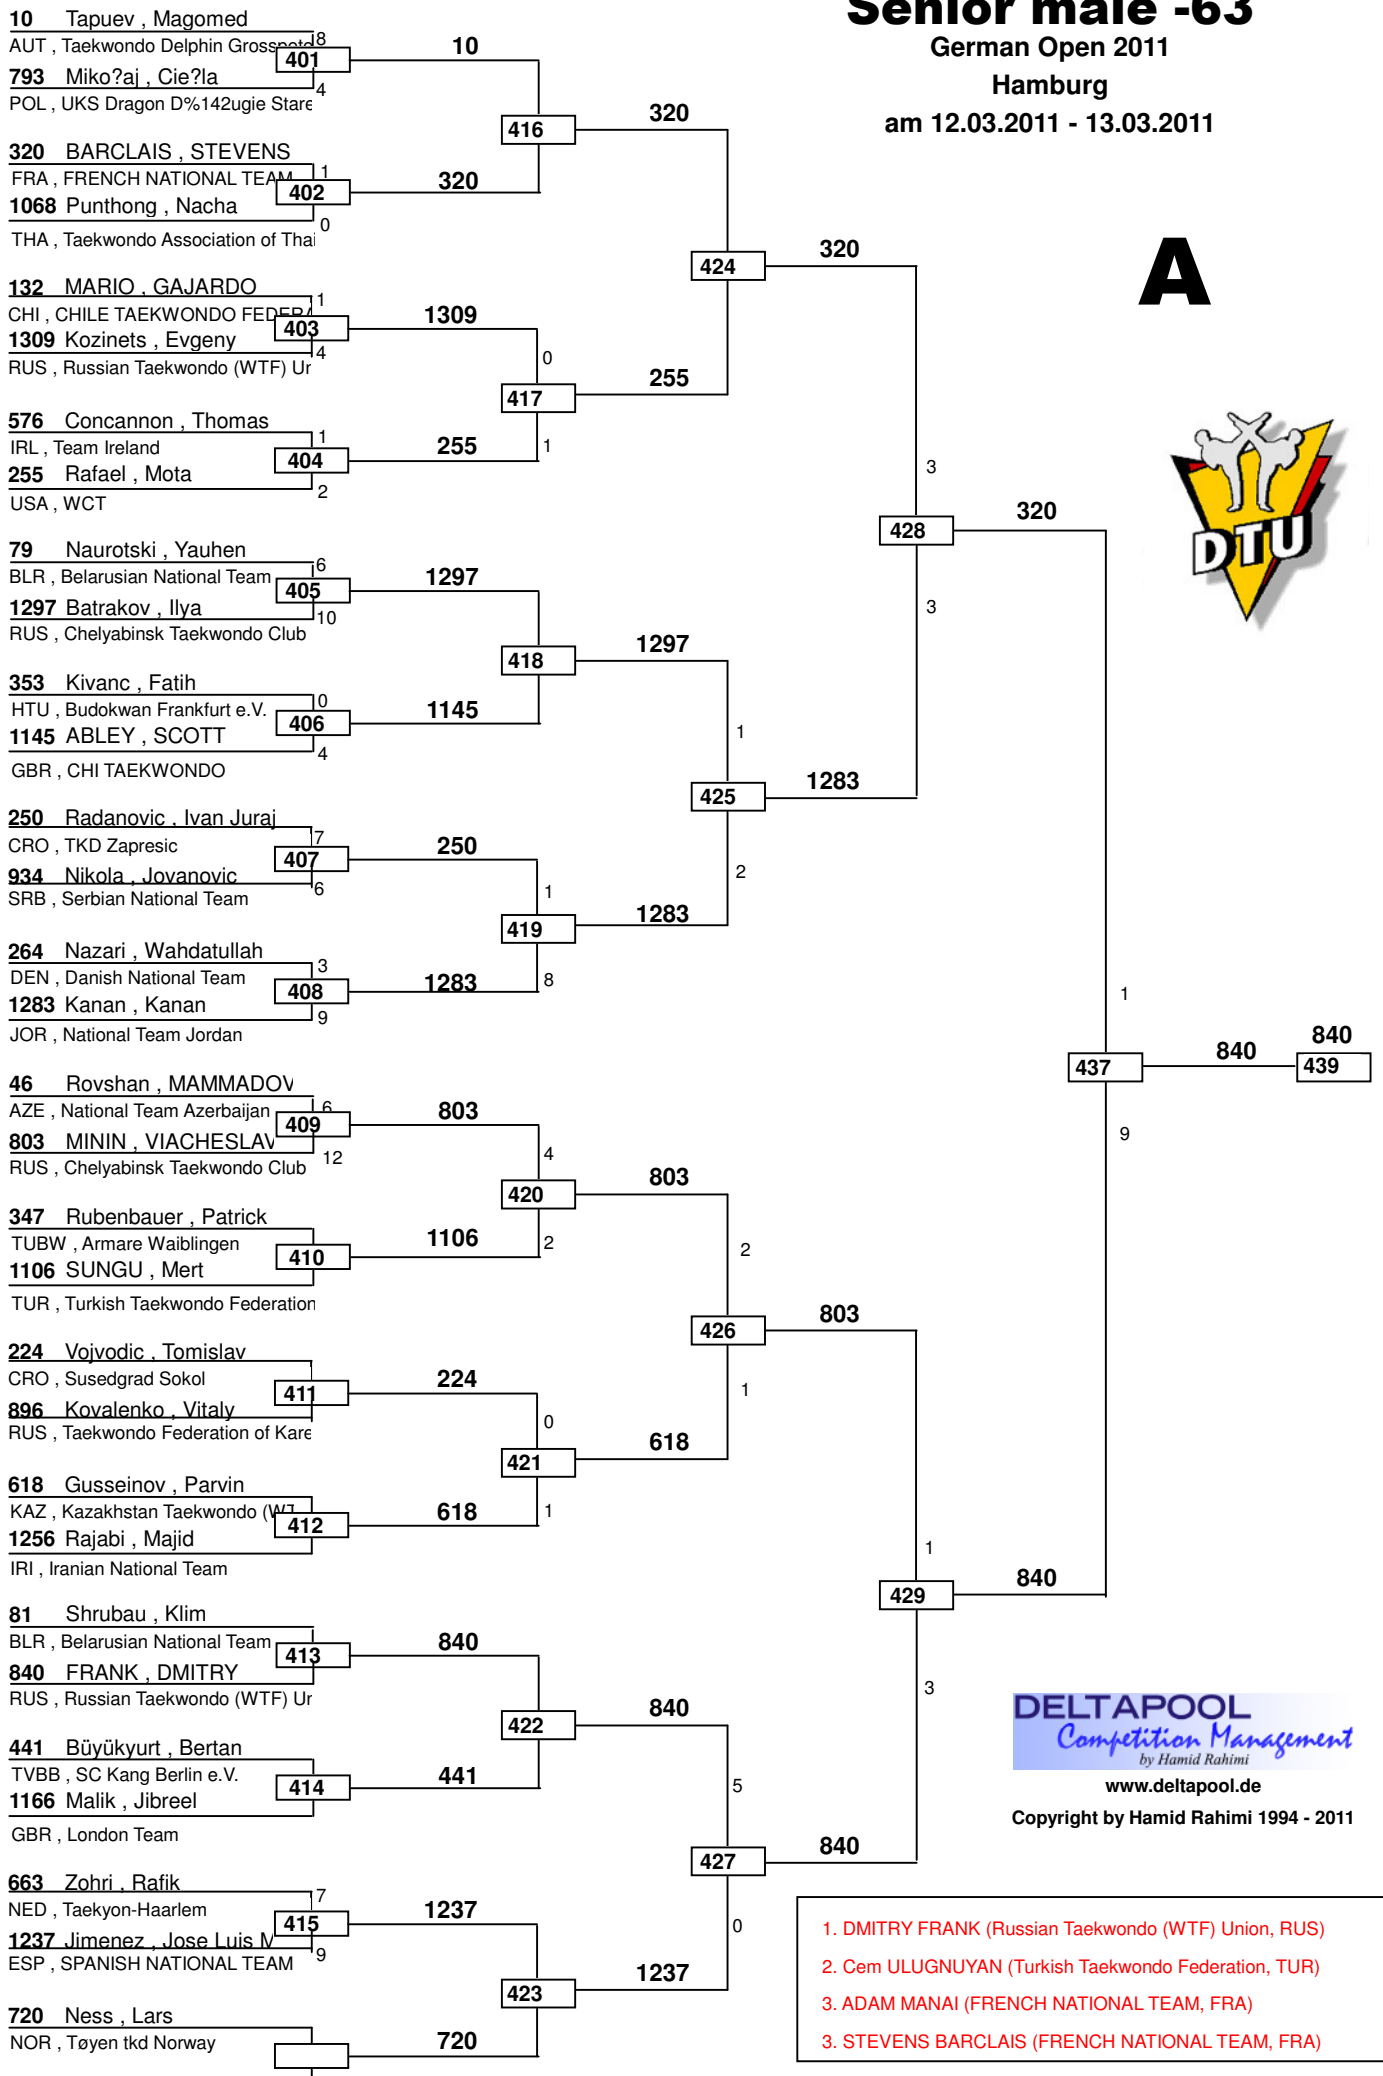 Senior male -63
German Open 2011
Hamburg
am 12.03.2011 - 13.03.2011
A
10 Tapuev , Magomed
AUT , Taekwondo Delphin
8
401
10
793 Miko?aj , Cie?la
4
POL , UKS Dragon D%142ugie Stare
416
320
320 BARCLAIS , STEVENS
1
FRA , FRENCH NATIONAL TEAM
402
320
1068 Punthong , Nacha
0
THA , Taekwondo Association of Thai
424
320
132 MARIO , GAJARDO
1
CHI , CHILE TAEKWONDO
403
1309
1309 Kozinets , Evgeny
4
0
RUS , Russian Taekwondo (WTF) Un
417
255
576 Concannon , Thomas
1
IRL , Team Ireland
404
255
1
255 Rafael , Mota
2
USA , WCT
3
428
320
DTU
79 Naurotski , Yauhen
6
BLR , Belarusian National Team
405
1297
1297 Batrakov , Ilya
10
3
RUS , Chelyabinsk Taekwondo Club
418
1297
353 Kivanc , Fatih
0
HTU , Budokwan Frankfurt e.V.
406
1145
1145 ABLEY , SCOTT
4
1
GBR , CHI TAEKWONDO
425
1283
250 Radanovic , Ivan Juraj
7
CRO , TKD Zapresic
407
250
934 Nikola , Jovanovic
6
1
2
SRB , Serbian National Team
419
1283
264 Nazari , Wahdatullah
3
DEN , Danish National Team
408
1283
8
1283 Kanan , Kanan
9
JOR , National Team Jordan
1
437
840
840
439
46 Rovshan , MAMMADOV
6
AZE , National Team Azerbaijan
409
803
803 MININ , VIACHESLAV
12
4
9
RUS , Chelyabinsk Taekwondo Club
420
803
347 Rubenbauer , Patrick
TUBW , Armare Waiblingen
410
1106
2
2
1106 SUNGU , Mert
TUR , Turkish Taekwondo Federation
426
803
224 Vojvodic , Tomislav
CRO , Susedgrad Sokol
411
224
1
896 Kovalenko , Vitaly
0
RUS , Taekwondo Federation of Kare
421
618
618 Gusseinov , Parvin
KAZ , Kazakhstan Taekwondo
412
618
1
1256 Rajabi , Majid
1
IRI , Iranian National Team
429
840
81 Shrubau , Klim
BLR , Belarusian National Team
413
840
840 FRANK , DMITRY
3
RUS , Russian Taekwondo (WTF) Un
422
840
441 Büyükyurt , Bertan
TVBB , SC Kang Berlin e.V.
414
441
5
1166 Malik , Jibreel
GBR , London Team
427
840
663 Zohri , Rafik
7
NED , Taekyon-Haarlem
415
1237
0
1237 Jimenez , Jose Luis M
9
ESP , SPANISH NATIONAL TEAM
423
1237
720 Ness , Lars
NOR , Tøyen tkd Norway
720
DELTAPOOL
Competition Management
by Hamid Rahimi
www.deltapool.de
Copyright by Hamid Rahimi 1994 - 2011
1. DMITRY FRANK (Russian Taekwondo (WTF) Union, RUS)
2. Cem ULUGNUYAN (Turkish Taekwondo Federation, TUR)
3. ADAM MANAI (FRENCH NATIONAL TEAM, FRA)
3. STEVENS BARCLAIS (FRENCH NATIONAL TEAM, FRA)